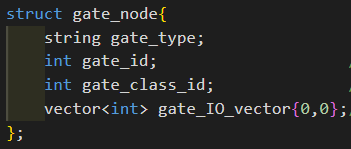 struct gate_node{
string gate_type;
int gate_id; /
int gate_class_id; /
vector<int> gate_IO_vector{0,0};/
};